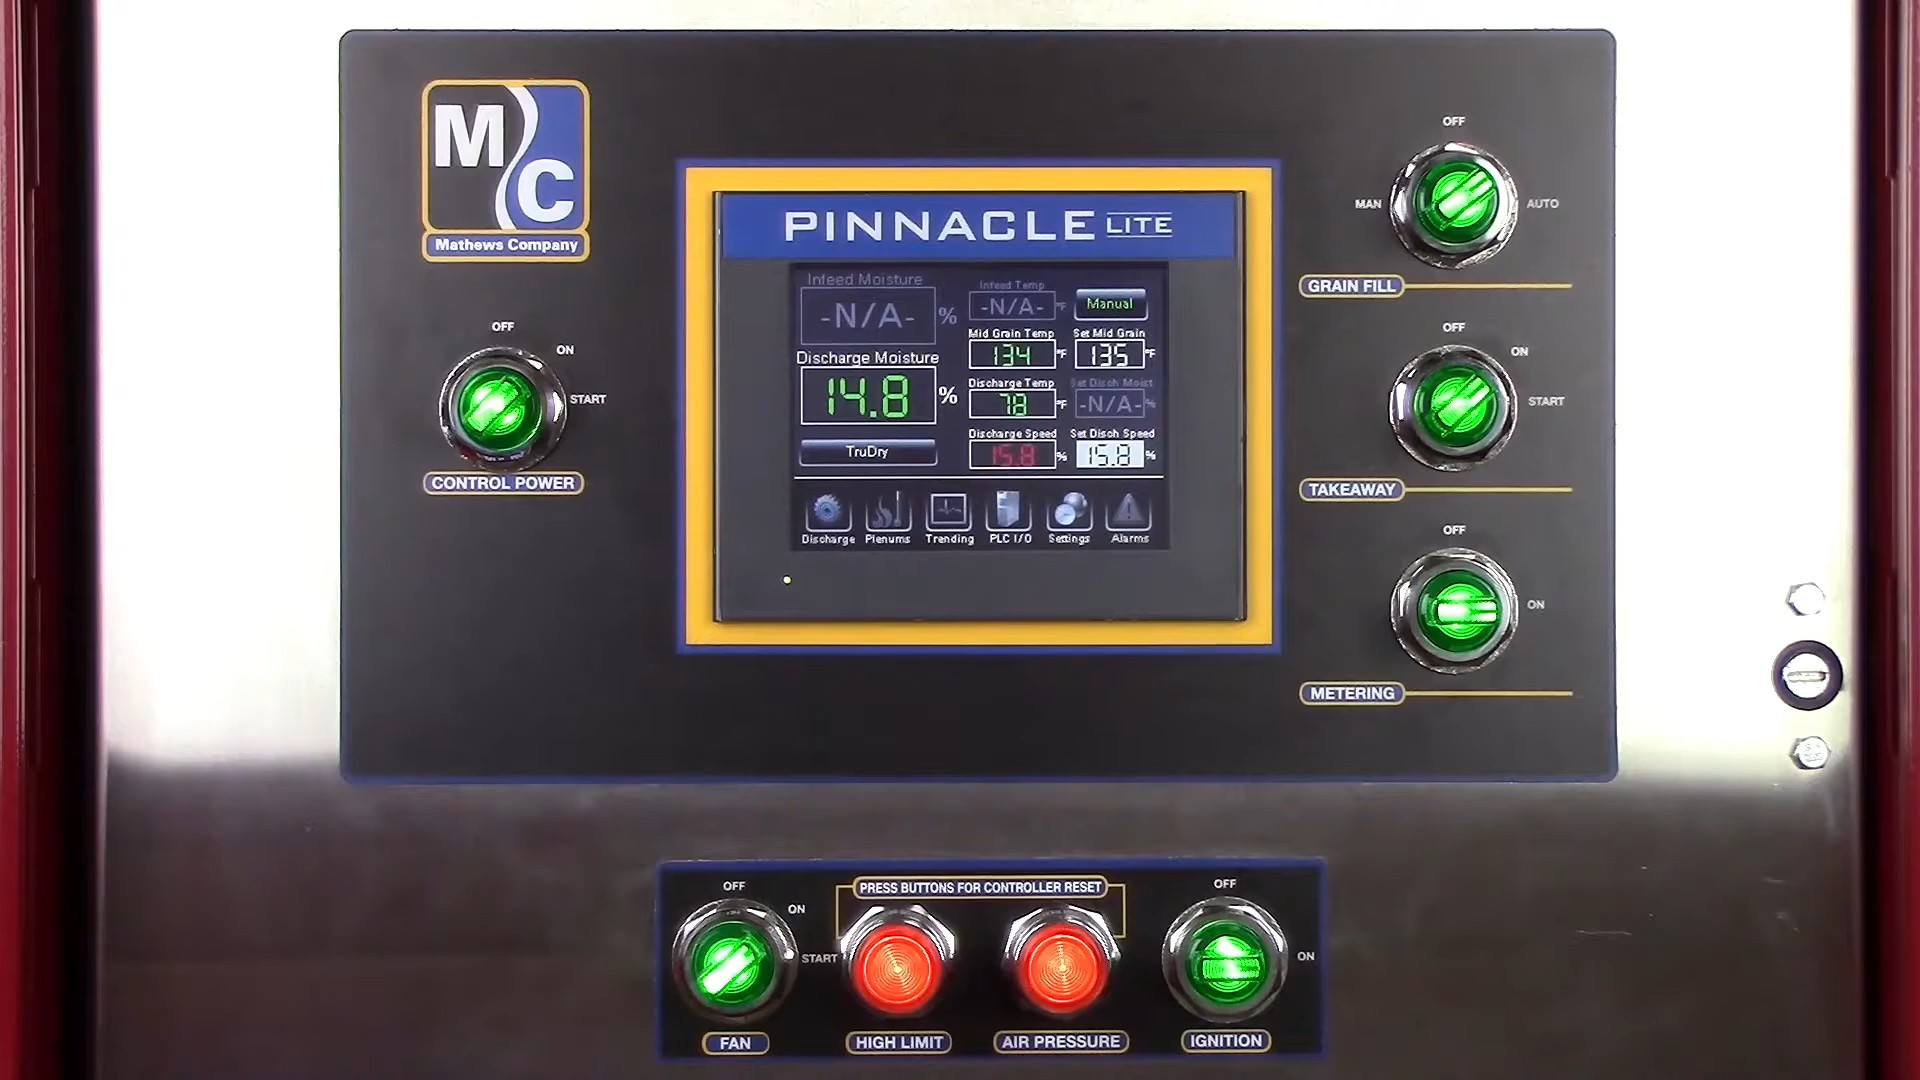 M C
Mathews Company
OFF
ON
START
CONTROL POWER
PINNACLE LITE
Infeed Moisture
-N/A- %
Infeed Temp
-N/A- °F
Manual
Discharge Moisture
14.8 %
Mid Grain Temp
134 °F
Set Mid Grain
135 °F
Discharge Temp
78 °F
Set Disch Moist
-N/A- %
TruDry
Discharge Speed
15.8 %
Set Disch Speed
15.8 %
Discharge
Plenums
Trending
PLC I/O
Settings
Alarms
OFF
MAN
AUTO
GRAIN FILL
OFF
ON
START
TAKEAWAY
OFF
ON
METERING
PRESS BUTTONS FOR CONTROLLER RESET
OFF
ON
START
FAN
HIGH LIMIT
AIR PRESSURE
OFF
ON
IGNITION